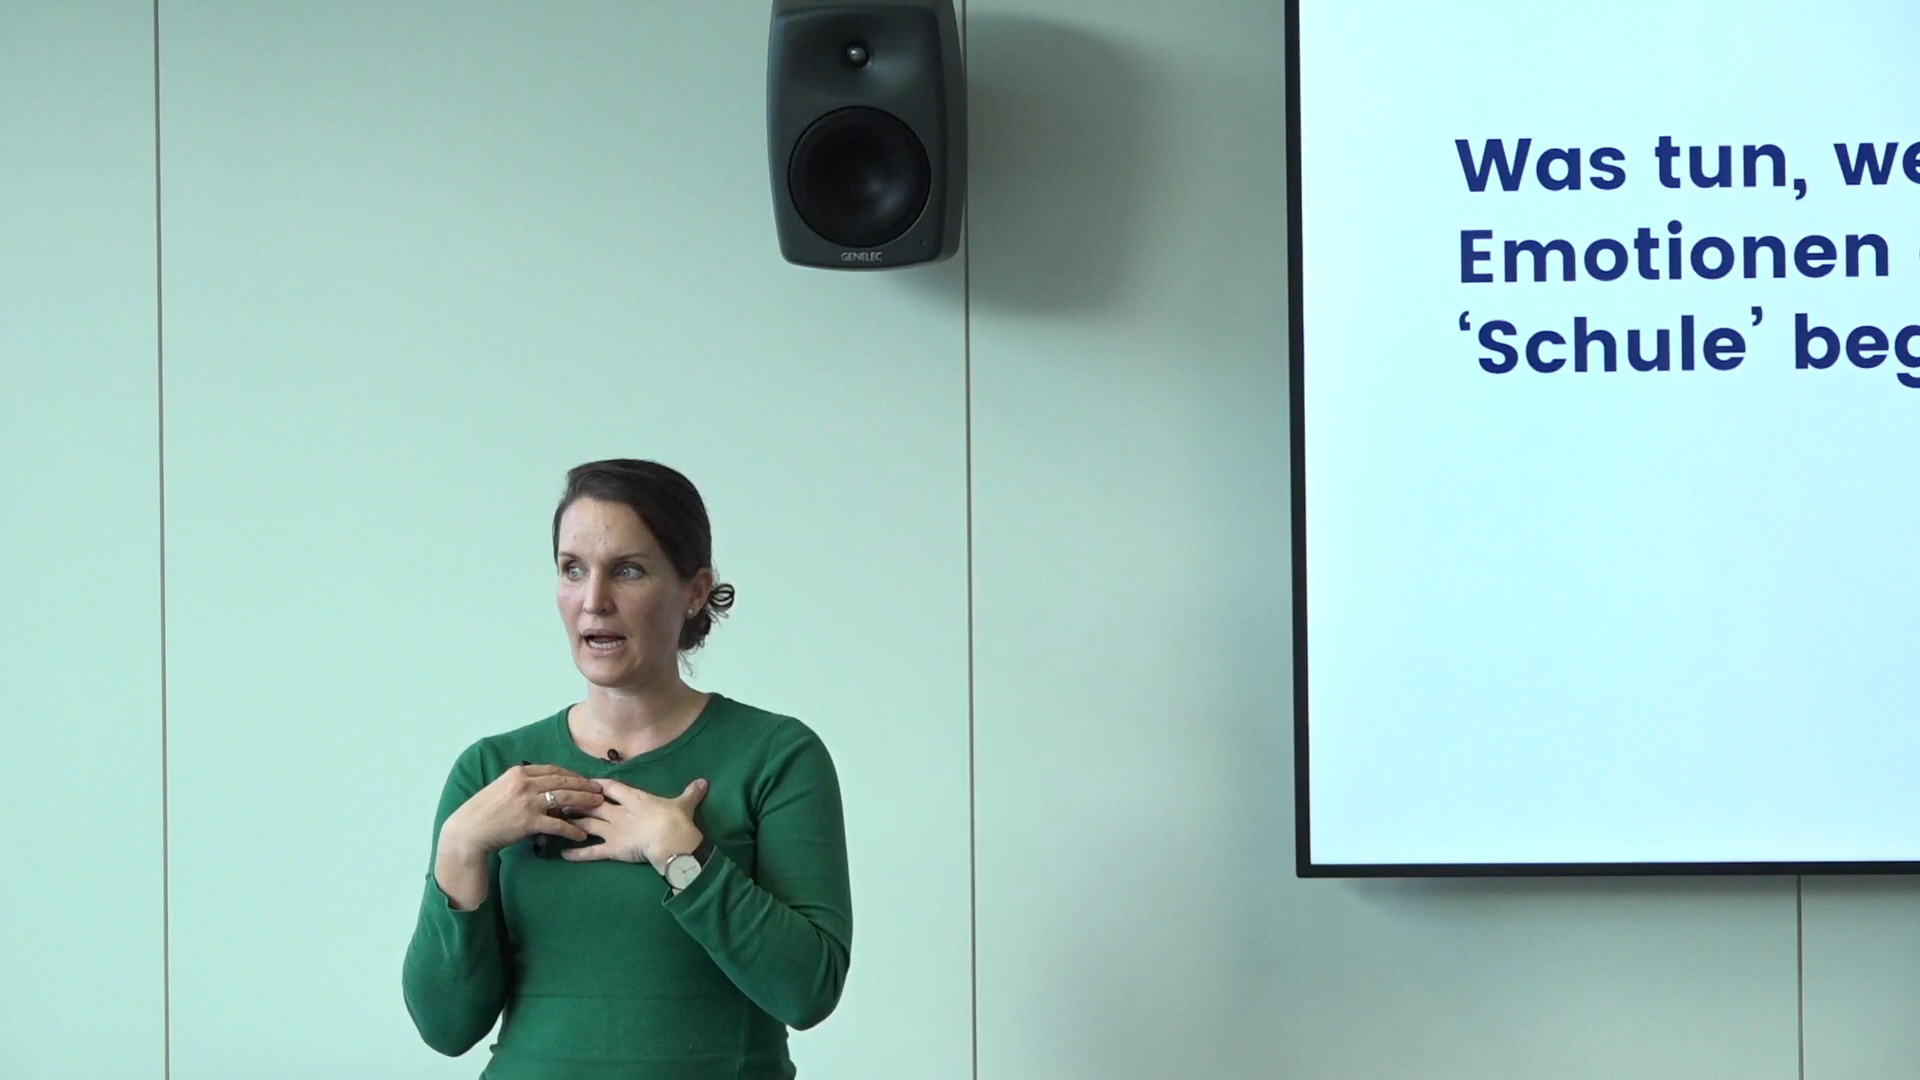 GENELEC
Was tun, we
Emotionen
‘Schule’ beg